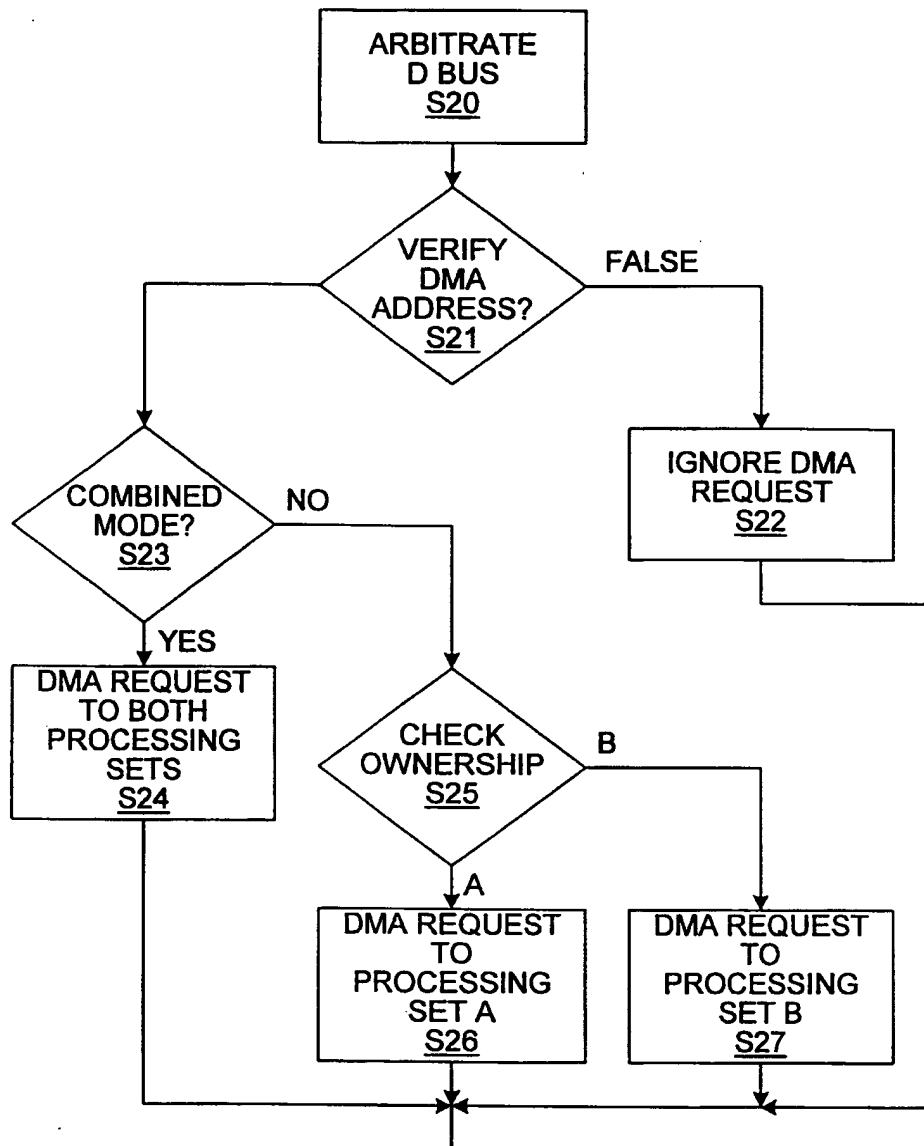 ARBITRATE
D BUS
S20
VERIFY
DMA
ADDRESS?
S21
FALSE
COMBINED
MODE?
S23
NO
IGNORE DMA
REQUEST
S22
YES
DMA REQUEST
TO BOTH
PROCESSING
SETS
S24
CHECK
OWNERSHIP
S25
B
A
DMA REQUEST
TO
PROCESSING
SET A
S26
DMA REQUEST
TO
PROCESSING
SET B
S27